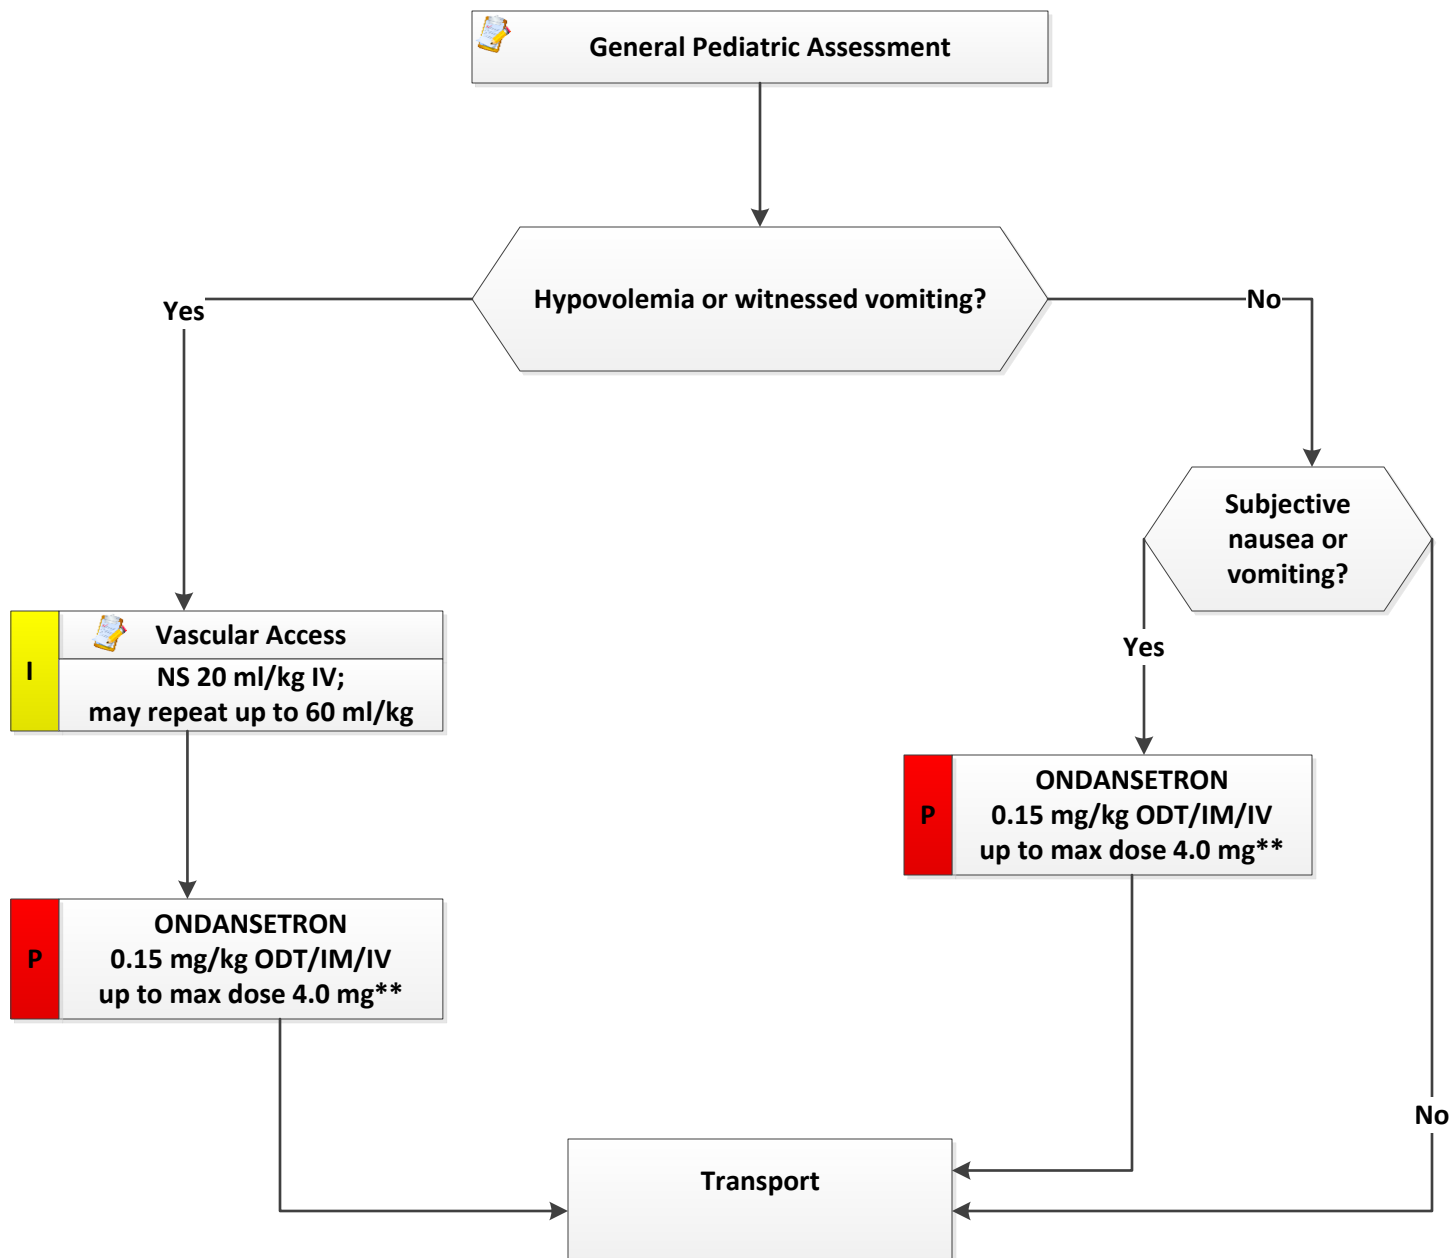 General Pediatric Assessment
Hypovolemia or witnessed vomiting?
Yes
No
Subjective
nausea or
vomiting?
I
Vascular Access
NS 20 ml/kg IV;
may repeat up to 60 ml/kg
Yes
P
ONDANSETRON
0.15 mg/kg ODT/IM/IV
up to max dose 4.0 mg**
P
ONDANSETRON
0.15 mg/kg ODT/IM/IV
up to max dose 4.0 mg**
No
Transport